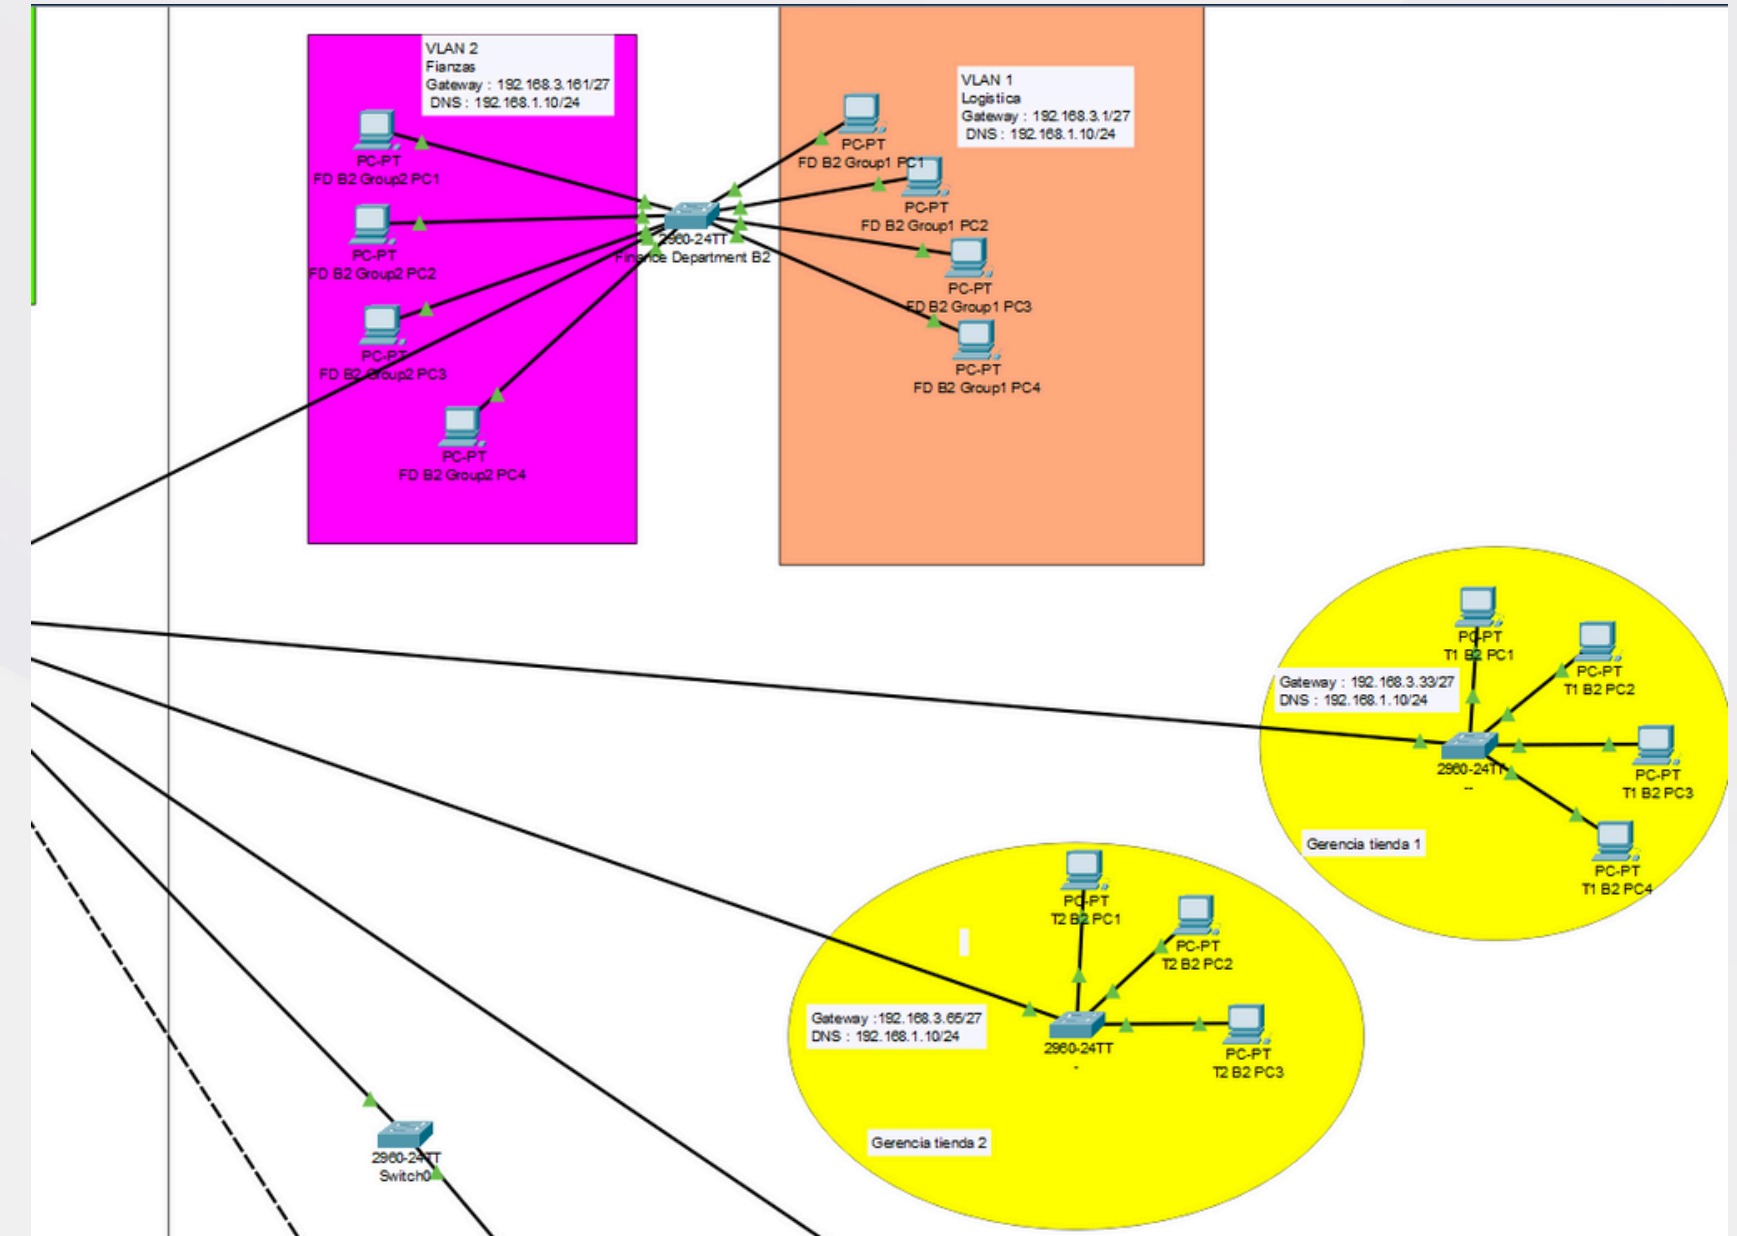 VLAN 2
Fianzas
Gateway : 192.168.3.161/27
DNS : 192.168.1.10/24
PC-PT
FD B2 Group2 PC1
PC-PT
FD B2 Group2 PC2
PC-PT
FD B2 Group2 PC3
PC-PT
FD B2 Group2 PC4
2960-24TT
Finance Department B2
VLAN 1
Logistica
Gateway : 192.168.3.1/27
DNS : 192.168.1.10/24
PC-PT
FD B2 Group1 PC1
PC-PT
FD B2 Group1 PC2
PC-PT
FD B2 Group1 PC3
PC-PT
FD B2 Group1 PC4
PC-PT
T1 B2 PC1
PC-PT
T1 B2 PC2
Gateway : 192.168.3.33/27
DNS : 192.168.1.10/24
2960-24TT
--
PC-PT
T1 B2 PC3
Gerencia tienda 1
PC-PT
T1 B2 PC4
PC-PT
T2 B2 PC1
PC-PT
T2 B2 PC2
Gateway :192.168.3.65/27
DNS : 192.168.1.10/24
2960-24TT
-
PC-PT
T2 B2 PC3
Gerencia tienda 2
2960-24TT
Switch0